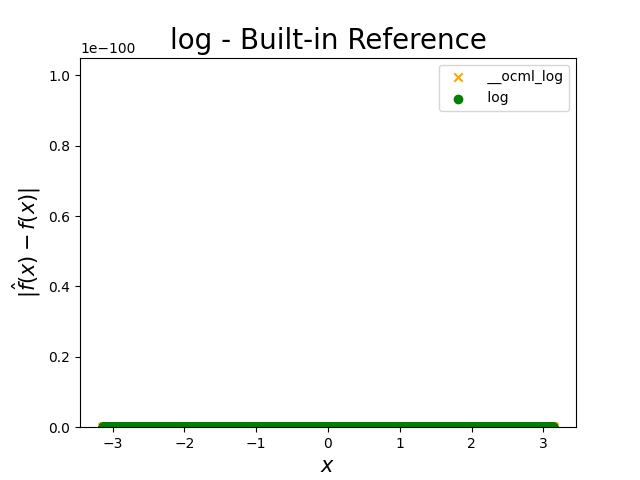 log - Built-in Reference
1e−100
1.0
0.8
0.6
0.4
0.2
0.0
|f̂(x) − f(x)|
__ocml_log
log
−3 −2 −1 0 1 2 3
x